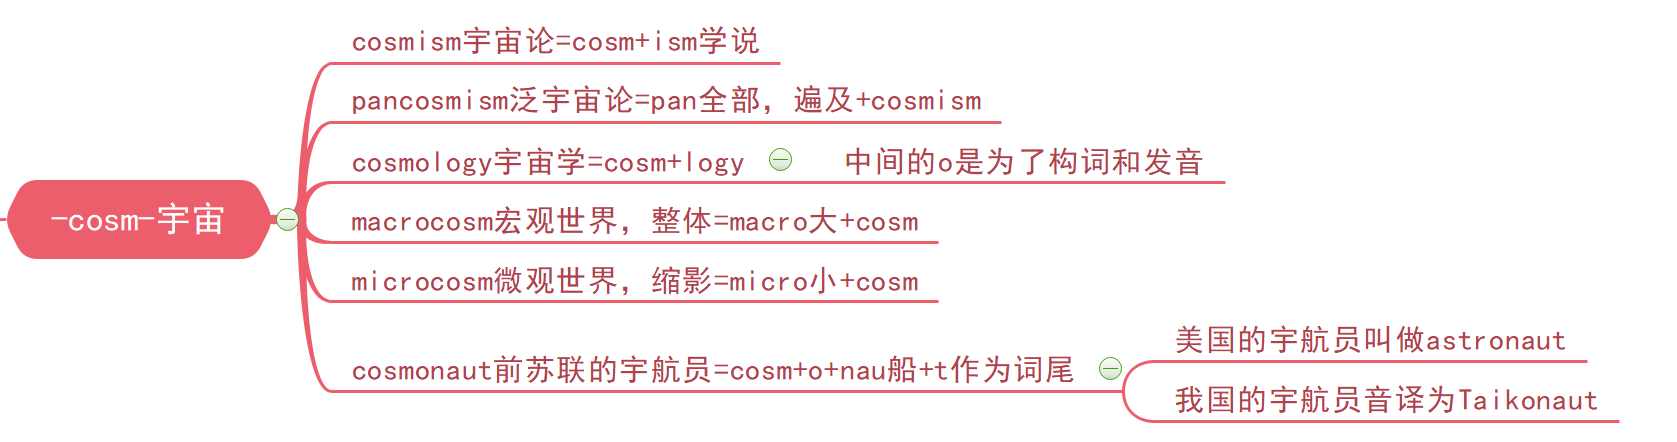 -cosm-宇宙
cosmism宇宙论=cosm+ism学说
pancosmism泛宇宙论=pan全部，遍及+cosmism
cosmology宇宙学=cosm+logy
中间的o是为了构词和发音
macrocosm宏观世界，整体=macro大+cosm
microcosm微观世界，缩影=micro小+cosm
cosmonaut前苏联的宇航员=cosm+o+nau船+t作为词尾
美国的宇航员叫做astronaut
我国的宇航员音译为Taikonaut